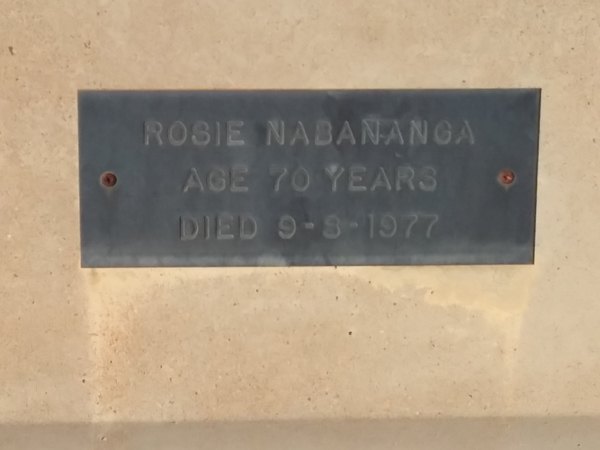 ROSIE NABANANGA
AGE 70 YEARS
DIED 9-8-1977